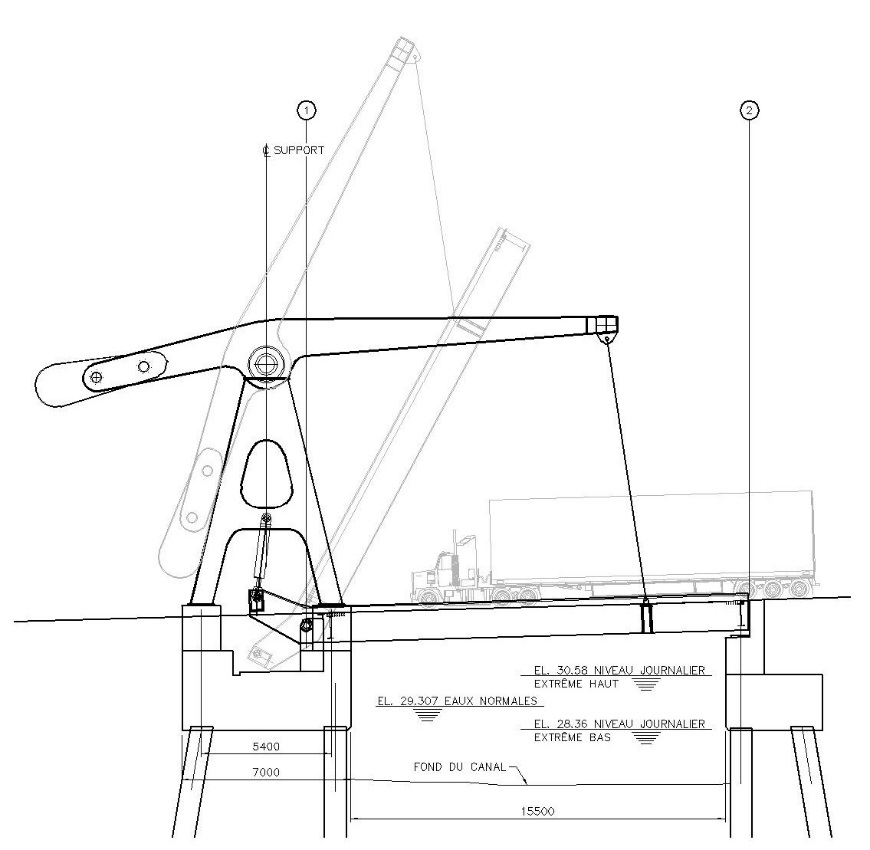 1
2
℄ SUPPORT
EL. 30.58 NIVEAU JOURNALIER
EXTRÊME HAUT
EL. 29.307 EAUX NORMALES
EL. 28.36 NIVEAU JOURNALIER
EXTRÊME BAS
5400
7000
FOND DU CANAL
15500